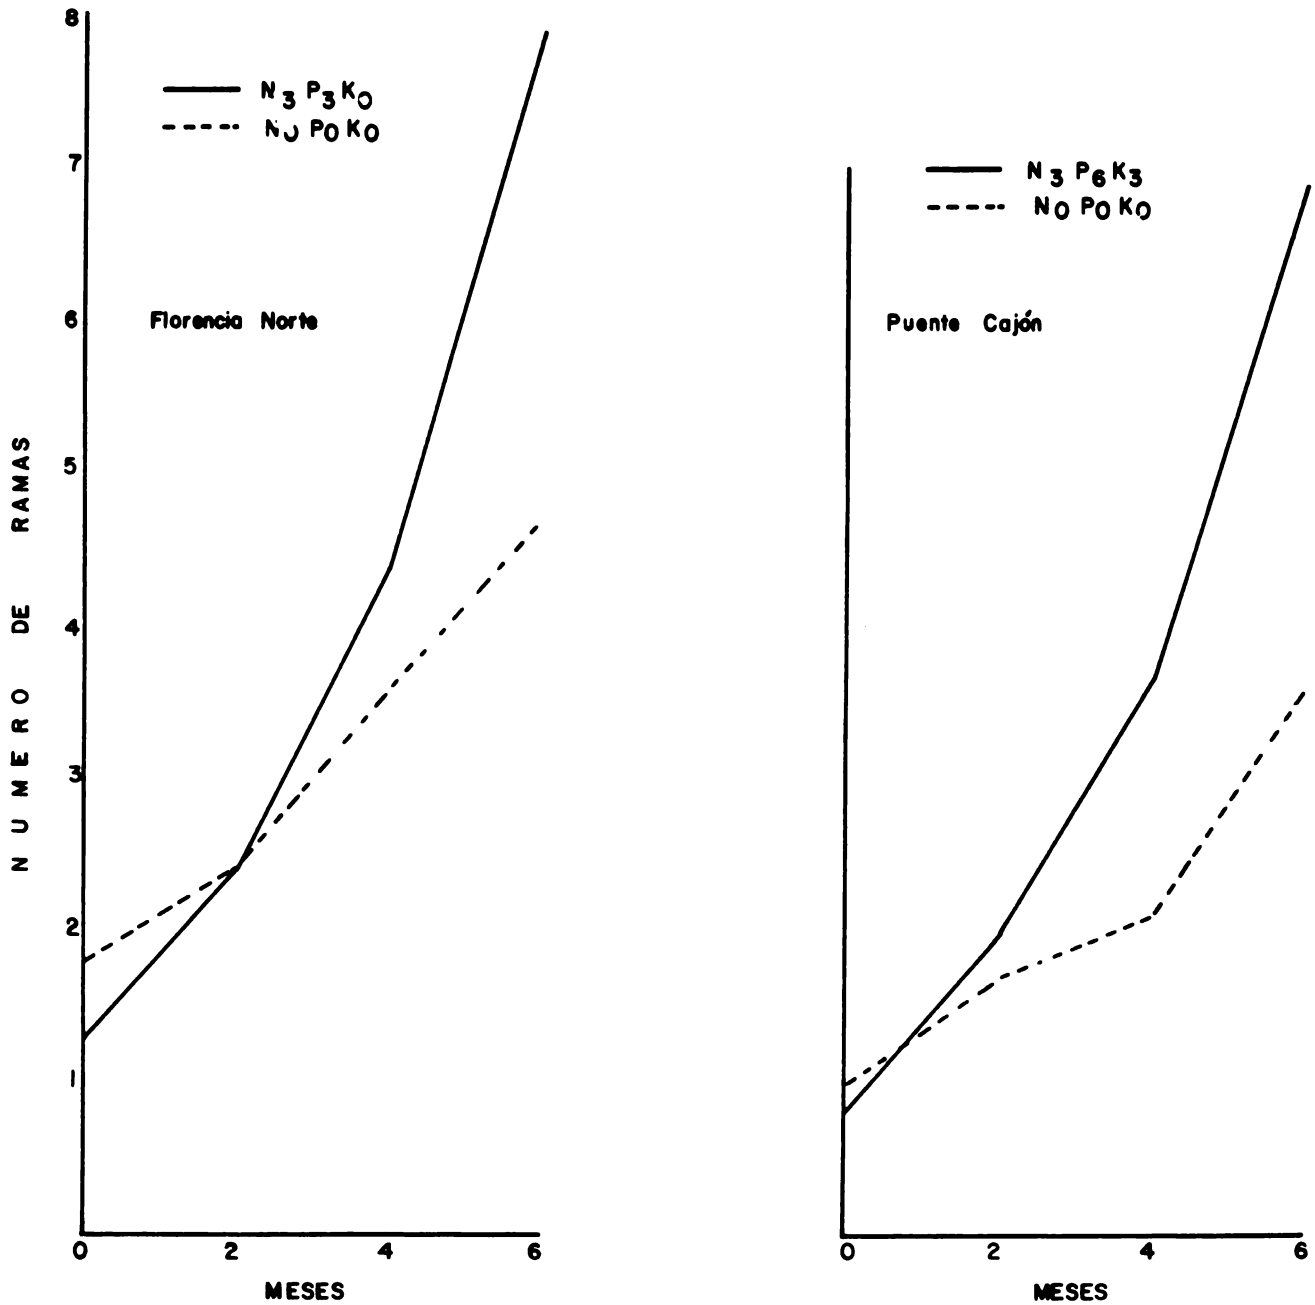 8
N3 P3 K0
N0 P0 K0
7
6
Florencia Norte
5
4
3
2
1
NUMERO DE RAMAS
0 2 4 6
MESES
N3 P6 K3
N0 P0 K0
Puente Cajón
0 2 4 6
MESES